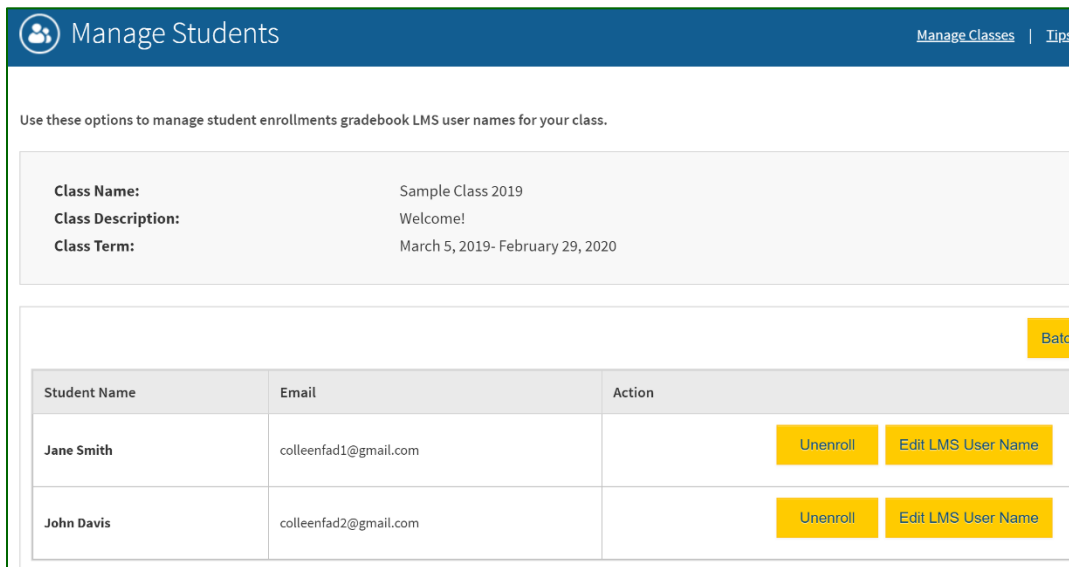 Manage Students
Manage Classes | Tips
Use these options to manage student enrollments gradebook LMS user names for your class.
Class Name: Sample Class 2019
Class Description: Welcome!
Class Term: March 5, 2019- February 29, 2020
Student Name Email Action
Jane Smith colleenfad1@gmail.com Unenroll Edit LMS User Name
John Davis colleenfad2@gmail.com Unenroll Edit LMS User Name